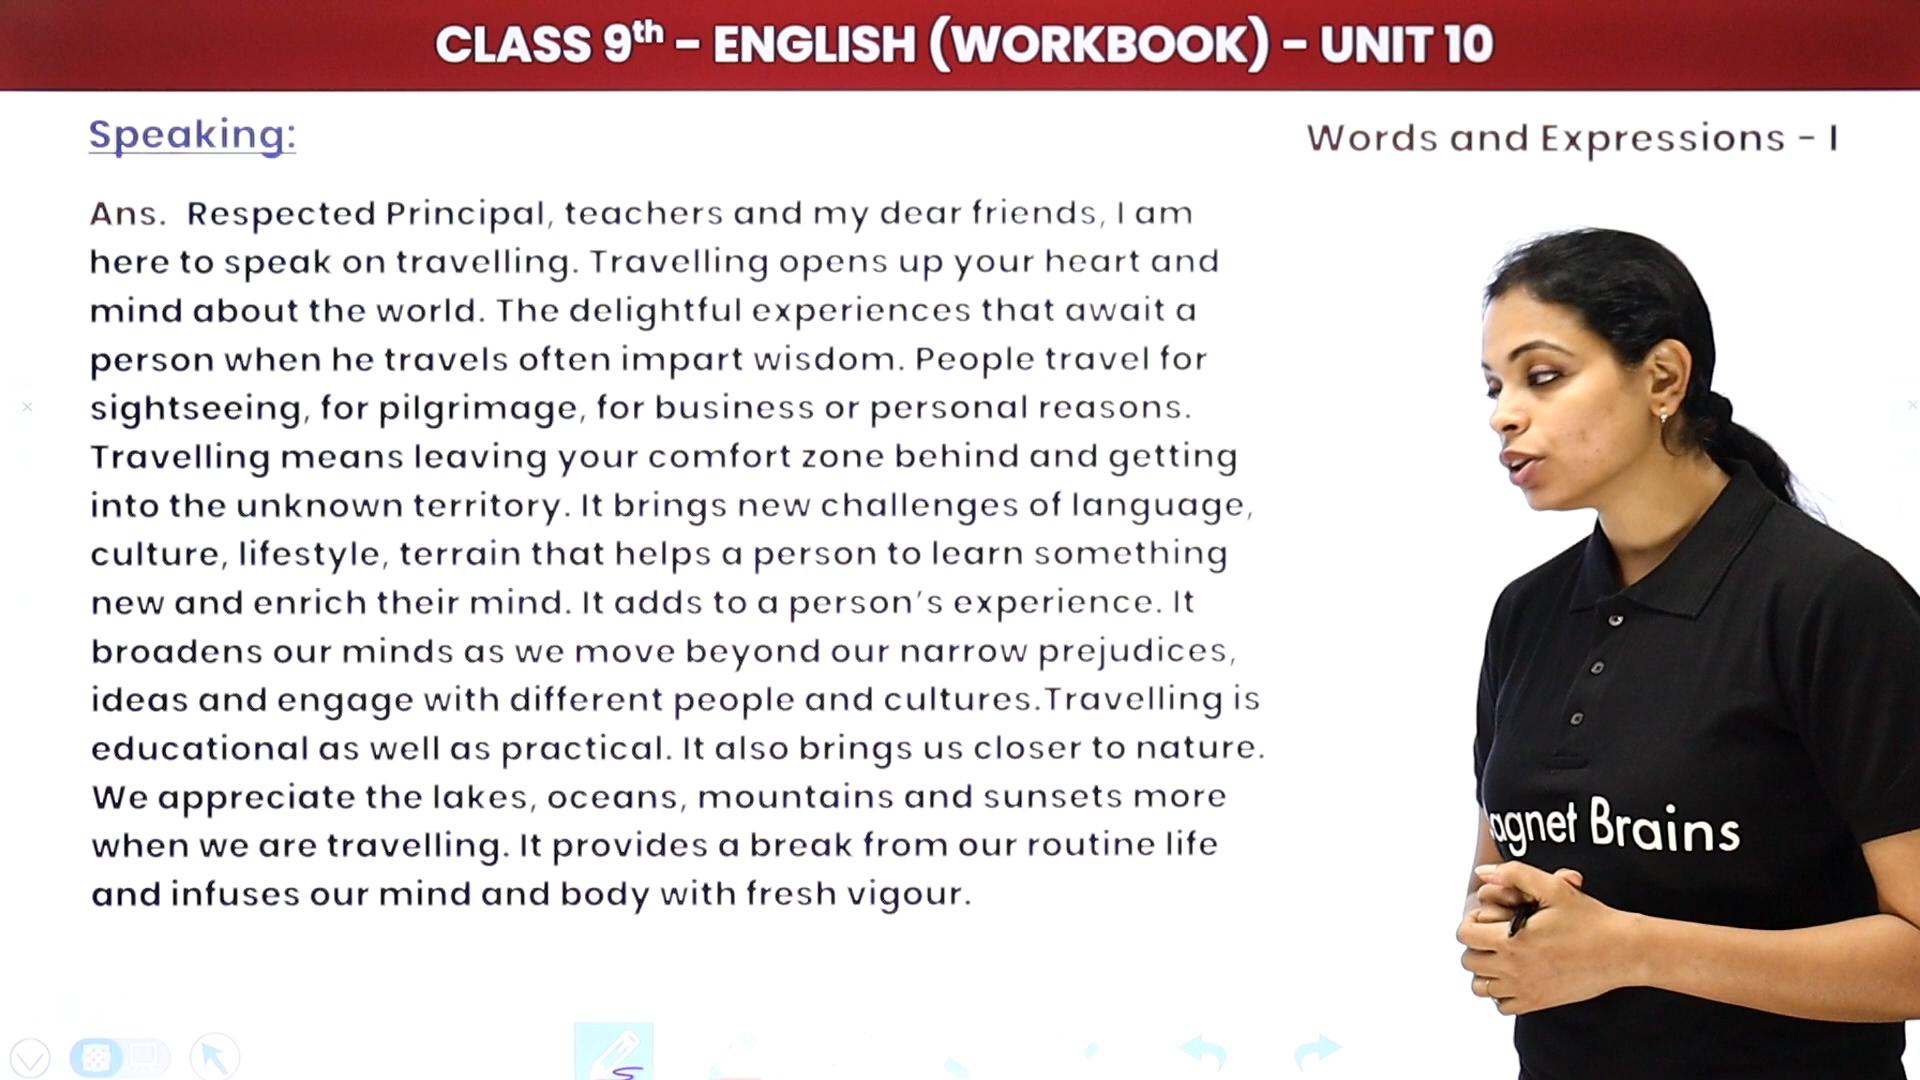 CLASS 9th – ENGLISH (WORKBOOK) – UNIT 10
Speaking:
Words and Expressions – I
Ans. Respected Principal, teachers and my dear friends, I am
here to speak on travelling. Travelling opens up your heart and
mind about the world. The delightful experiences that await a
person when he travels often impart wisdom. People travel for
sightseeing, for pilgrimage, for business or personal reasons.
Travelling means leaving your comfort zone behind and getting
into the unknown territory. It brings new challenges of language,
culture, lifestyle, terrain that helps a person to learn something
new and enrich their mind. It adds to a person's experience. It
broadens our minds as we move beyond our narrow prejudices,
ideas and engage with different people and cultures.Travelling is
educational as well as practical. It also brings us closer to nature.
We appreciate the lakes, oceans, mountains and sunsets more
when we are travelling. It provides a break from our routine life
and infuses our mind and body with fresh vigour.
agnet Brains